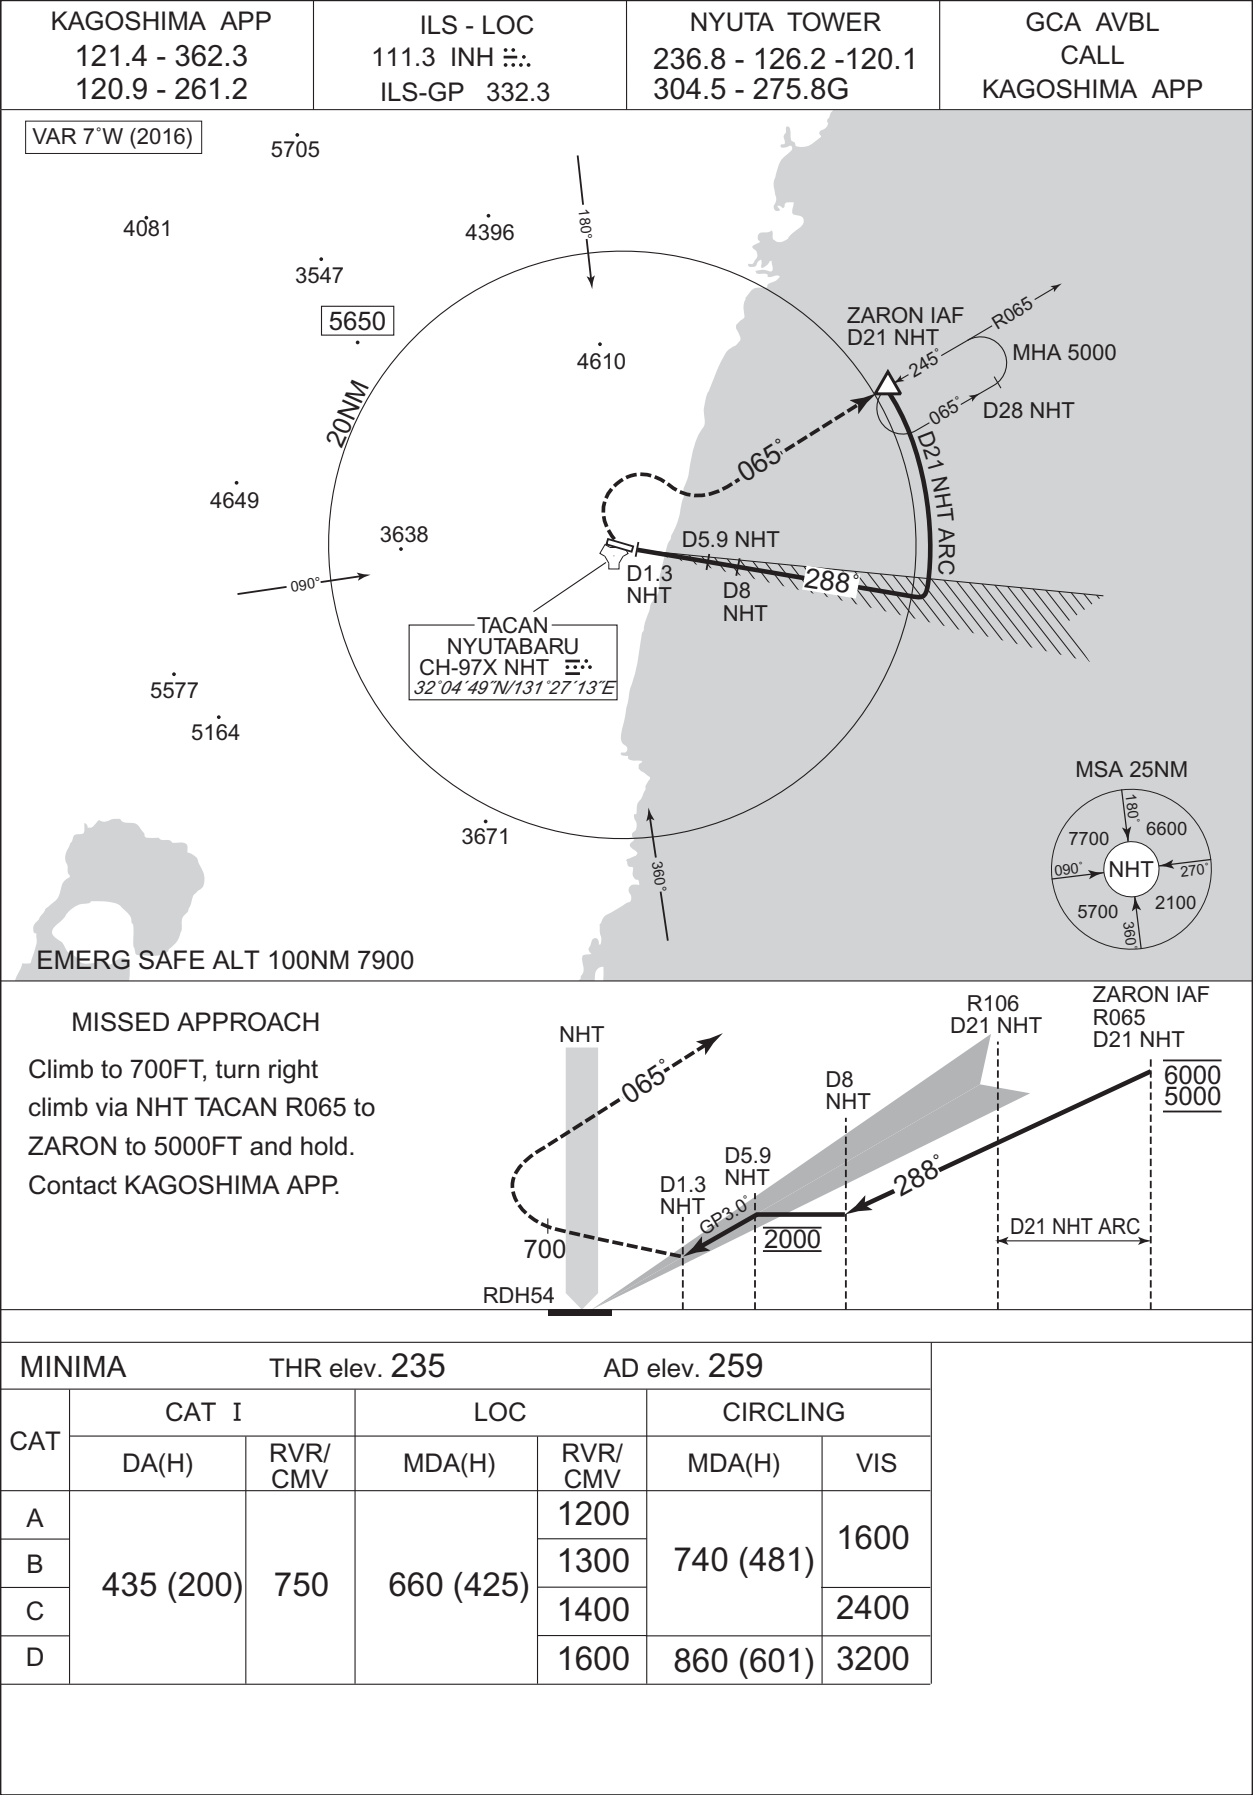 KAGOSHIMA APP
121.4 - 362.3
120.9 - 261.2
ILS - LOC
111.3 INH
ILS-GP 332.3
NYUTA TOWER
236.8 - 126.2 -120.1
304.5 - 275.8G
GCA AVBL
CALL
KAGOSHIMA APP
VAR 7°W (2016)
5705
4081
4396
180°
3547
5650
4610
20NM
ZARON IAF
D21 NHT
R065
245°
MHA 5000
065°
D28 NHT
065°
D21 NHT ARC
4649
3638
090°
D5.9 NHT
D1.3
NHT
D8
NHT
288°
TACAN
NYUTABARU
CH-97X NHT
32°04´49˝N/131°27´13˝E
5577
5164
3671
360°
MSA 25NM
180°
7700
6600
090°
NHT
270°
5700
2100
360°
EMERG SAFE ALT 100NM 7900
MISSED APPROACH
Climb to 700FT, turn right
climb via NHT TACAN R065 to
ZARON to 5000FT and hold.
Contact KAGOSHIMA APP.
NHT
065°
700
RDH54
D1.3
NHT
GP3.0°
D5.9
NHT
2000
D8
NHT
288°
R106
D21 NHT
D21 NHT ARC
ZARON IAF
R065
D21 NHT
6000
5000
MINIMA THR elev. 235 AD elev. 259
CAT CAT I LOC CIRCLING
DA(H) RVR/
CMV MDA(H) RVR/
CMV MDA(H) VIS
A 435 (200) 750 660 (425) 1200 740 (481) 1600
B 1300
C 1400 2400
D 1600 860 (601) 3200